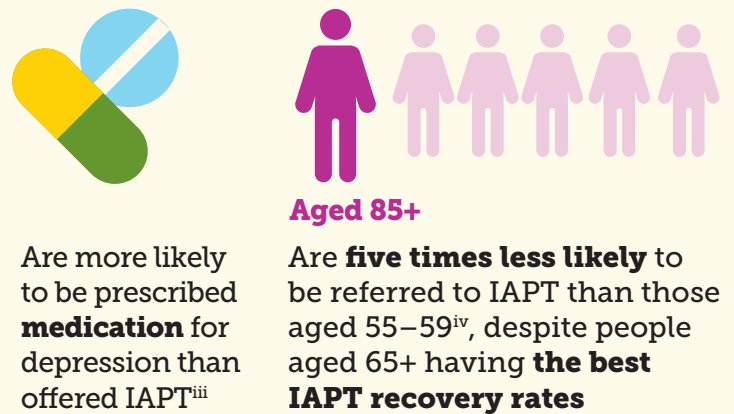 Are more likely
to be prescribed
medication for
depression than
offered IAPTiii
Aged 85+
Are five times less likely to
be referred to IAPT than those
aged 55–59iv, despite people
aged 65+ having the best
IAPT recovery rates